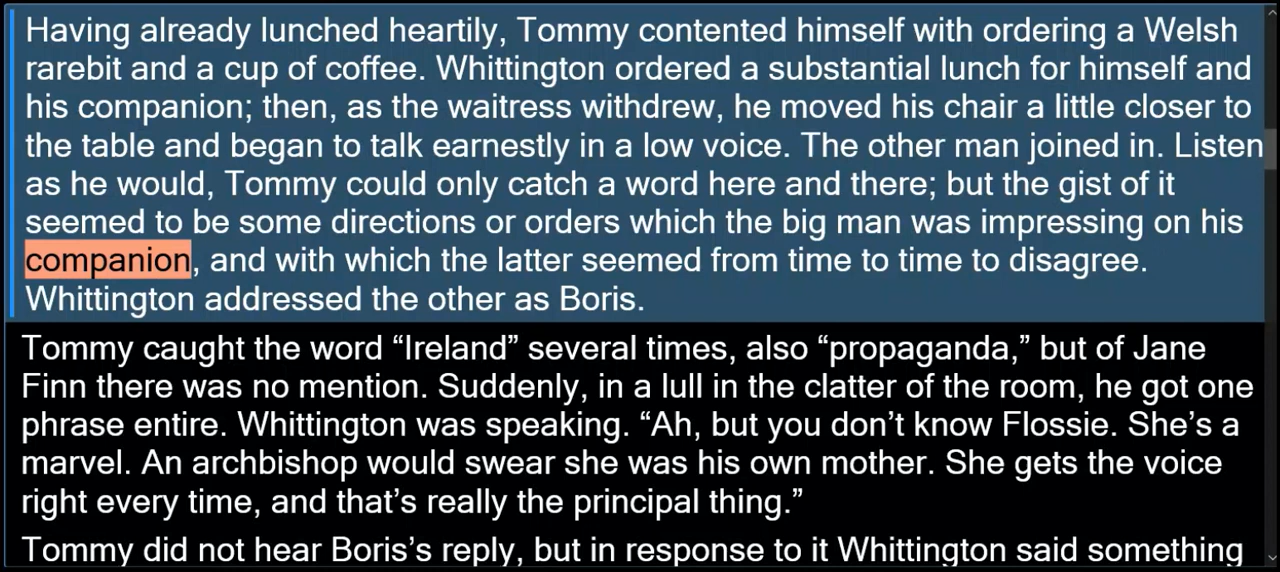 Having already lunched heartily, Tommy contented himself with ordering a Welsh
rarebit and a cup of coffee. Whittington ordered a substantial lunch for himself and
his companion; then, as the waitress withdrew, he moved his chair a little closer to
the table and began to talk earnestly in a low voice. The other man joined in. Listen
as he would, Tommy could only catch a word here and there; but the gist of it
seemed to be some directions or orders which the big man was impressing on his
companion, and with which the latter seemed from time to time to disagree.
Whittington addressed the other as Boris.
Tommy caught the word “Ireland” several times, also “propaganda,” but of Jane
Finn there was no mention. Suddenly, in a lull in the clatter of the room, he got one
phrase entire. Whittington was speaking. “Ah, but you don’t know Flossie. She’s a
marvel. An archbishop would swear she was his own mother. She gets the voice
right every time, and that’s really the principal thing.”
Tommy did not hear Boris’s reply, but in response to it Whittington said something